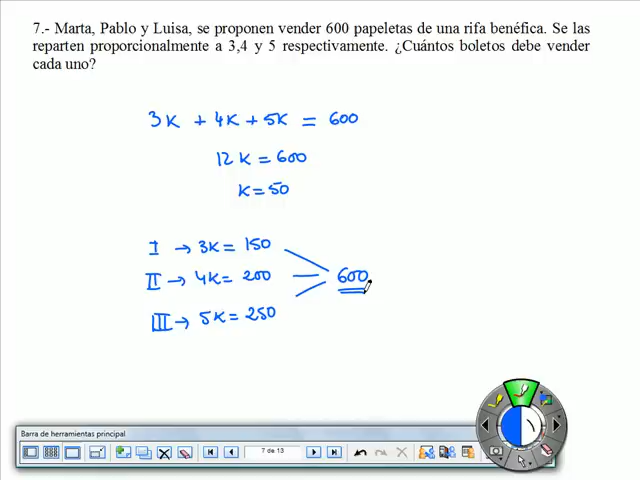 7.- Marta, Pablo y Luisa, se proponen vender 600 papeletas de una rifa benéfica. Se las
reparten proporcionalmente a 3,4 y 5 respectivamente. ¿Cuántos boletos debe vender
cada uno?
3K + 4K + 5K = 600
12 K = 600
K = 50
I → 3K = 150
II → 4K = 200
600
III → 5K = 250
Barra de herramientas principal
7 de 13